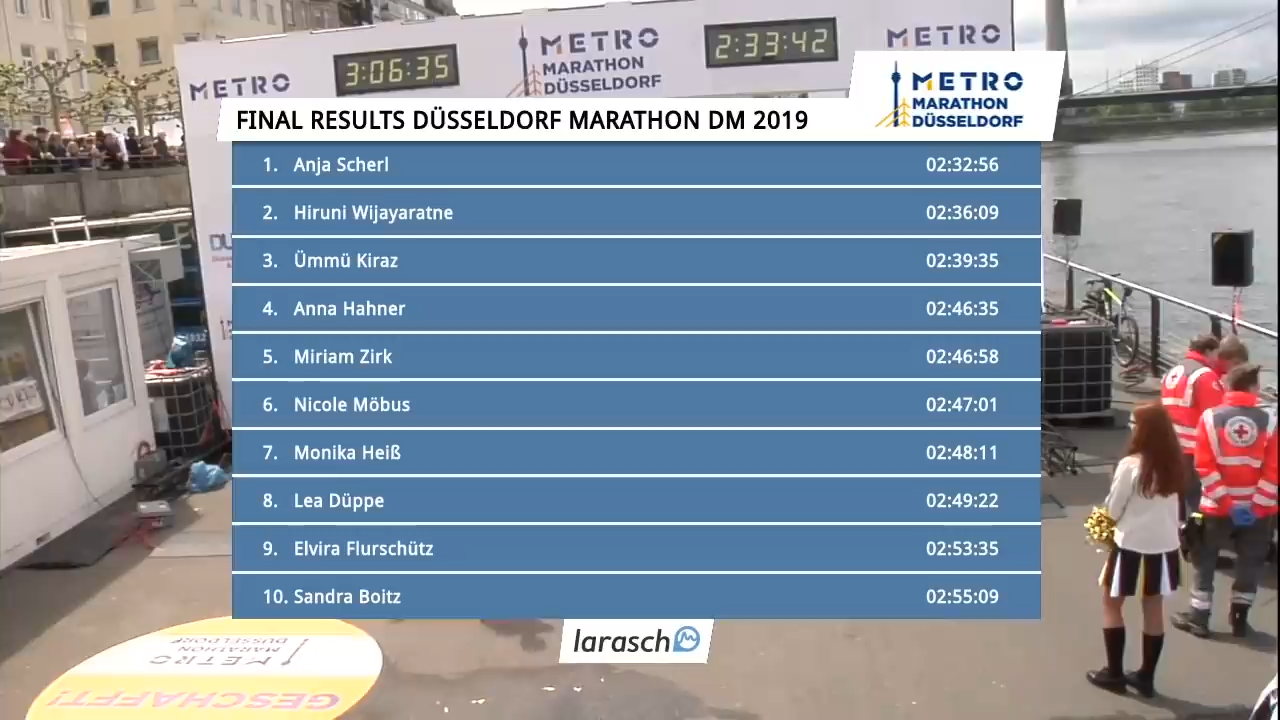 METRO
3:06:35
METRO
MARATHON
DÜSSELDORF
2:33:42
METRO
METRO
MARATHON
DÜSSELDORF
FINAL RESULTS DÜSSELDORF MARATHON DM 2019
1. Anja Scherl 02:32:56
2. Hiruni Wijayaratne 02:36:09
3. Ümmü Kiraz 02:39:35
4. Anna Hahner 02:46:35
5. Miriam Zirk 02:46:58
6. Nicole Möbus 02:47:01
7. Monika Heiß 02:48:11
8. Lea Düppe 02:49:22
9. Elvira Flurschütz 02:53:35
10. Sandra Boitz 02:55:09
larasch
METRO
MARATHON
DÜSSELDORF
GESCHAFFT!